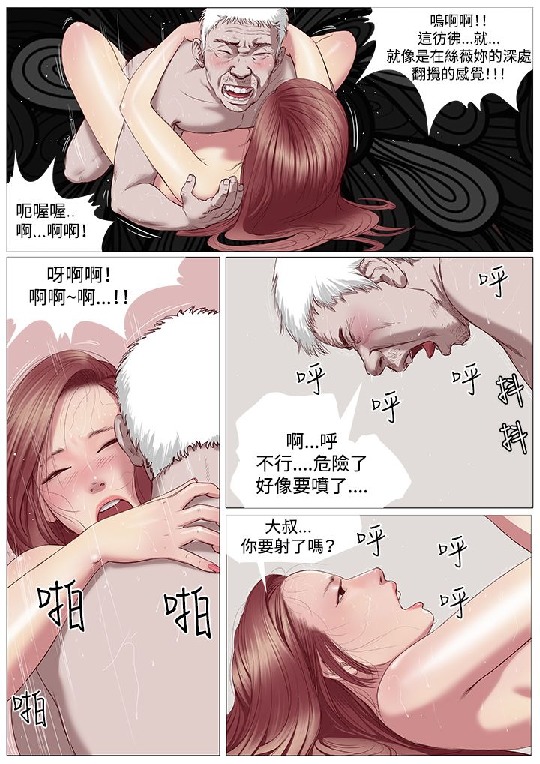 嗚啊啊!!
這彷彿...就...
就像是在絲薇妳的深處
翻攪的感覺!!!
呃喔喔..
啊...啊啊!
呀啊啊!
啊啊~啊...!!
啪
啪
啪
呼
呼
呼
呼
抖
抖
啊...呼
不行....危險了
好像要噴了....
大叔...
你要射了嗎?
呼
呼
呼